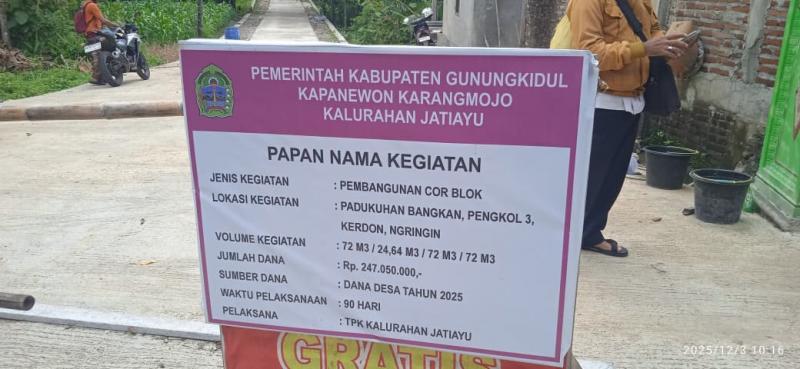 PEMERINTAH KABUPATEN GUNUNGKIDUL
KAPANEWON KARANGMOJO
KALURAHAN JATIAYU
PAPAN NAMA KEGIATAN
JENIS KEGIATAN : PEMBANGUNAN COR BLOK
LOKASI KEGIATAN : PADUKUHAN BANGKAN, PENGKOL 3,
KERDON, NGRINGIN
VOLUME KEGIATAN : 72 M3 / 24,64 M3 / 72 M3 / 72 M3
JUMLAH DANA : Rp. 247.050.000,-
SUMBER DANA : DANA DESA TAHUN 2025
WAKTU PELAKSANAAN : 90 HARI
PELAKSANA : TPK KALURAHAN JATIAYU
GRATIS
2025/12/3 10:16